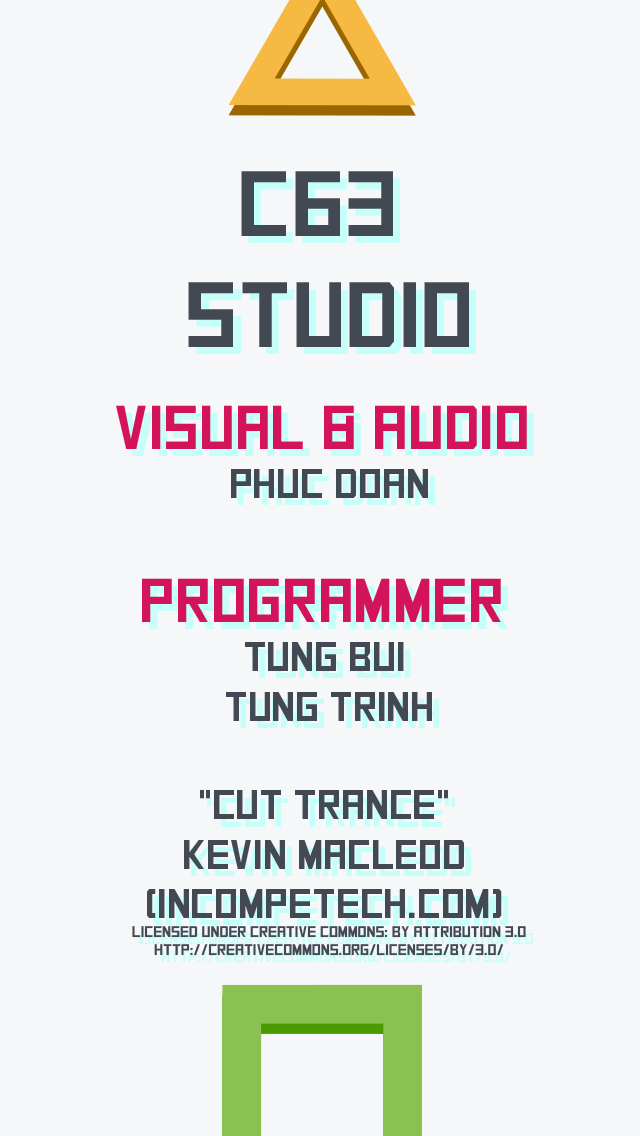 C63
STUDIO
VISUAL & AUDIO
PHUC DOAN
PROGRAMMER
TUNG BUI
TUNG TRINH
"CUT TRANCE"
KEVIN MACLEOD
(INCOMPETECH.COM)
LICENSED UNDER CREATIVE COMMONS: BY ATTRIBUTION 3.0
HTTP://CREATIVECOMMONS.ORG/LICENSES/BY/3.0/